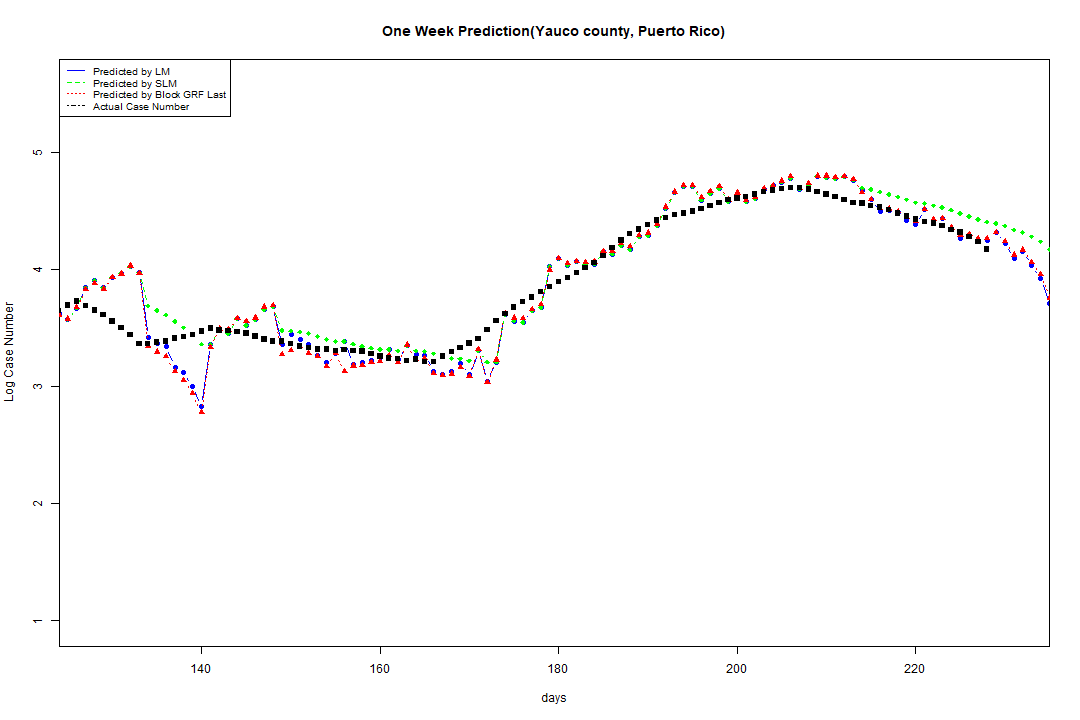 One Week Prediction(Yauco county, Puerto Rico)
Predicted by LM
Predicted by SLM
Predicted by Block GRF Last
Actual Case Number
5
4
3
2
1
Log Case Number
140 160 180 200 220
days